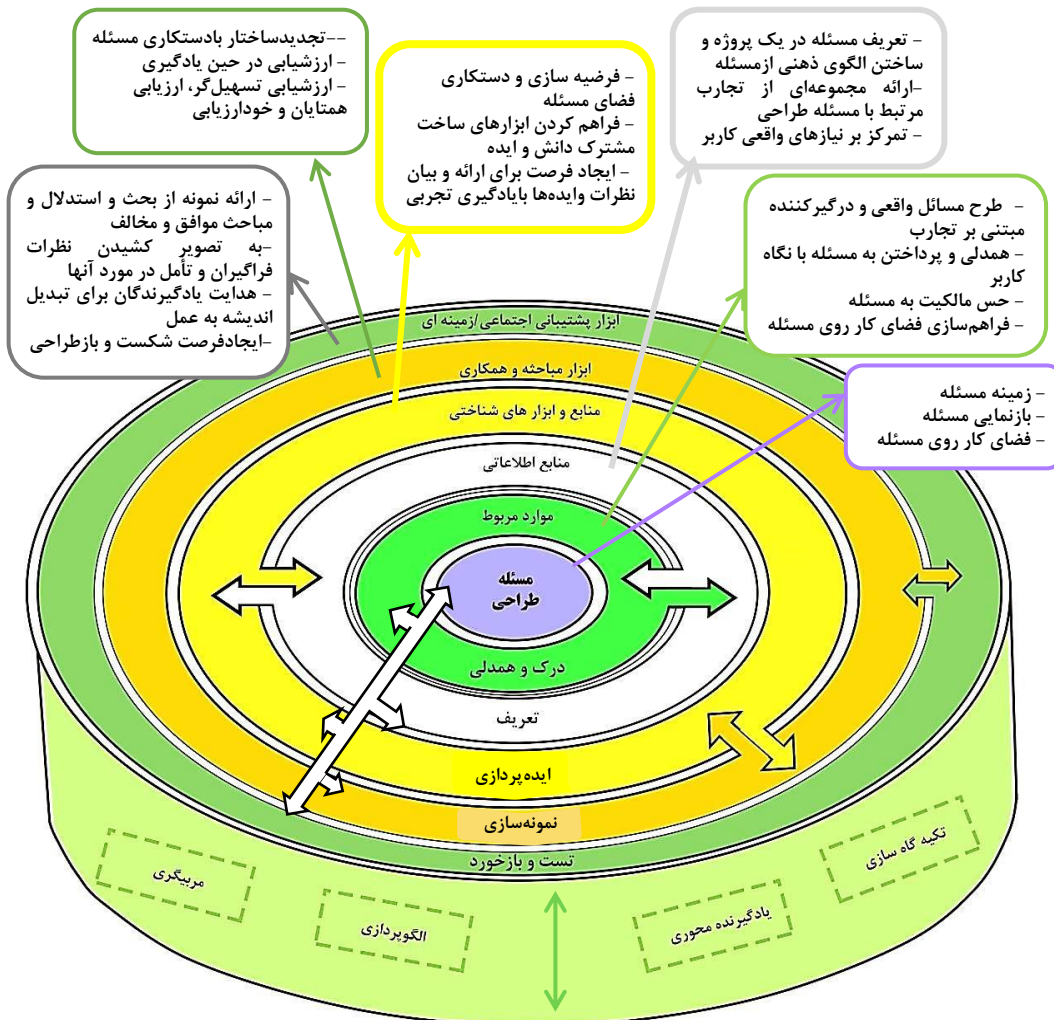 --تجدیدساختار بادستکاری مسئله
- ارزشیابی در حین یادگیری
- ارزشیابی تسهیل‌گر، ارزیابی
همتایان و خودارزیابی
- فرضیه سازی و دستکاری
فضای مسئله
- فراهم کردن ابزارهای ساخت
مشترک دانش و ایده
- ایجاد فرصت برای ارائه و بیان
نظرات وایده‌ها بایادگیری تجربی
- تعریف مسئله در یک پروژه و
ساختن الگوی ذهنی ازمسئله
-ارائه مجموعه‌ای از تجارب
مرتبط با مسئله طراحی
- تمرکز بر نیازهای واقعی کاربر
- ارائه نمونه از بحث و استدلال و
مباحث موافق و مخالف
-به تصویر کشیدن نظرات
فراگیران و تأمل در مورد آنها
- هدایت یادگیرندگان برای تبدیل
اندیشه به عمل
-ایجادفرصت شکست و بازطراحی
- طرح مسائل واقعی و درگیرکننده
مبتنی بر تجارب
- همدلی و پرداختن به مسئله با نگاه
کاربر
- حس مالکیت به مسئله
- فراهم‌سازی فضای کار روی مسئله
- زمینه مسئله
- بازنمایی مسئله
- فضای کار روی مسئله
ابزار پشتیبانی اجتماعی/زمینه ای
ابزار مباحثه و همکاری
منابع و ابزار های شناختی
منابع اطلاعاتی
موارد مربوط
مسئله
طراحی
درک و همدلی
تعریف
ایده‌پردازی
نمونه‌سازی
تست و بازخورد
تکیه گاه سازی
یادگیرنده محوری
الگوپردازی
مربیگری